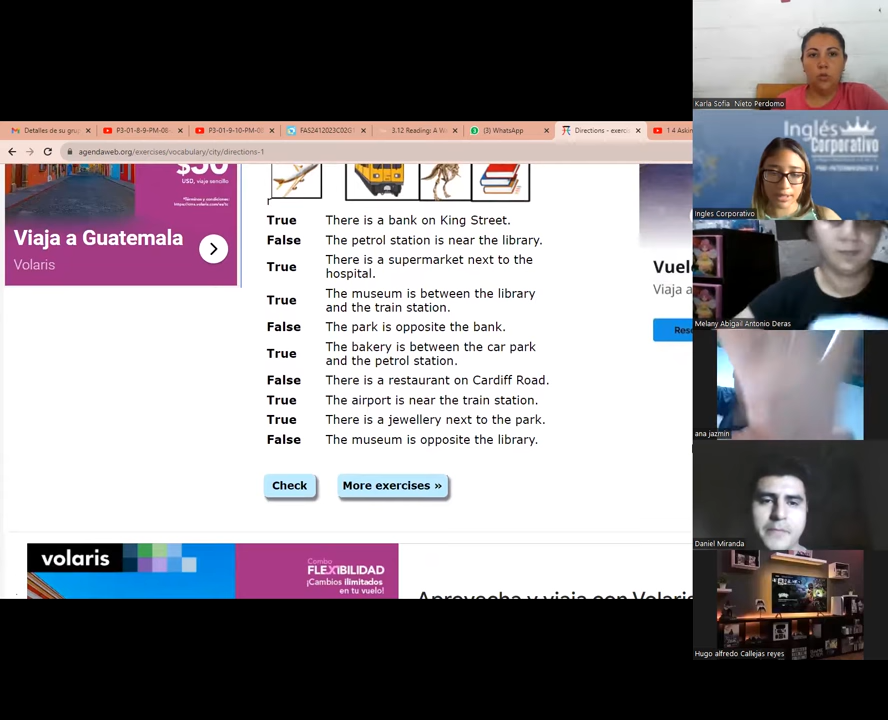 Detalles de su gru
P3-01-8-9-PM-08-
P3-01-9-10-PM-03:
FAS2412023C02G1
3.12 Reading: A W
(3) WhatsApp
Directions - exerc
1 4 Askin
agendaweb.org/exercises/vocabulary/city/directions-1
$50
USD, viaje sencillo
Viaja a Guatemala
Volaris
True There is a bank on King Street.
False The petrol station is near the library.
True There is a supermarket next to the
hospital.
True The museum is between the library
and the train station.
False The park is opposite the bank.
True The bakery is between the car park
and the petrol station.
False There is a restaurant on Cardiff Road.
True The airport is near the train station.
True There is a jewellery next to the park.
False The museum is opposite the library.
Check
More exercises »
Vuel
Viaja a
Res
volaris
Combo
FLEXIBILIDAD
¡Cambios ilimitados
en tu vuelo!
Aprovecha y viaja con Volaris
Karla Sofia Nieto Perdomo
Inglés
Corporativo
PRE-INTERMEDIATE 1
Ingles Corporativo
Melany Abigail Antonio Deras
ana jazmin
Daniel Miranda
Hugo alfredo Callejas reyes